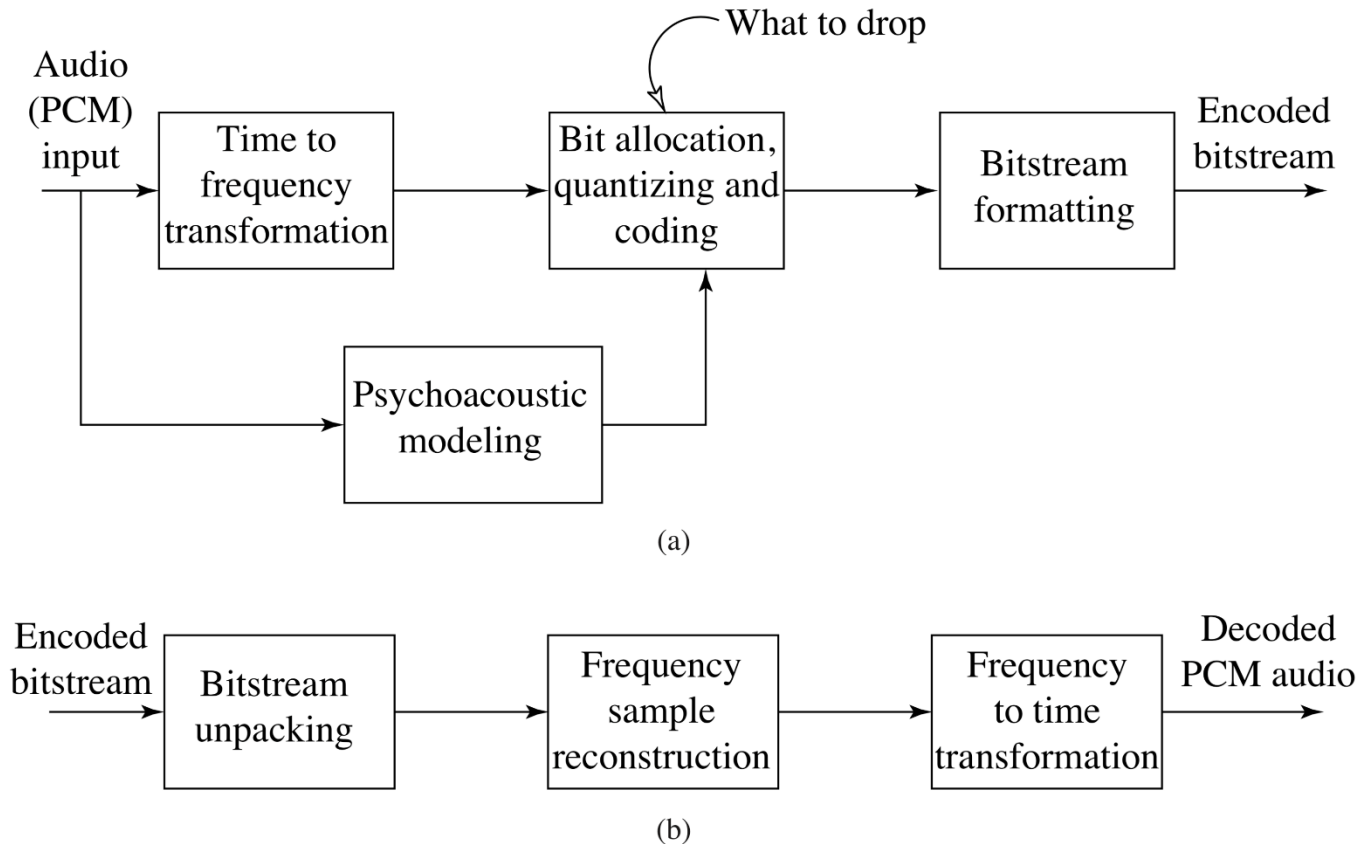 What to drop
Audio
(PCM)
input
Time to
frequency
transformation
Bit allocation,
quantizing and
coding
Bitstream
formatting
Encoded
bitstream
Psychoacoustic
modeling
(a)
Encoded
bitstream
Bitstream
unpacking
Frequency
sample
reconstruction
Frequency
to time
transformation
Decoded
PCM audio
(b)